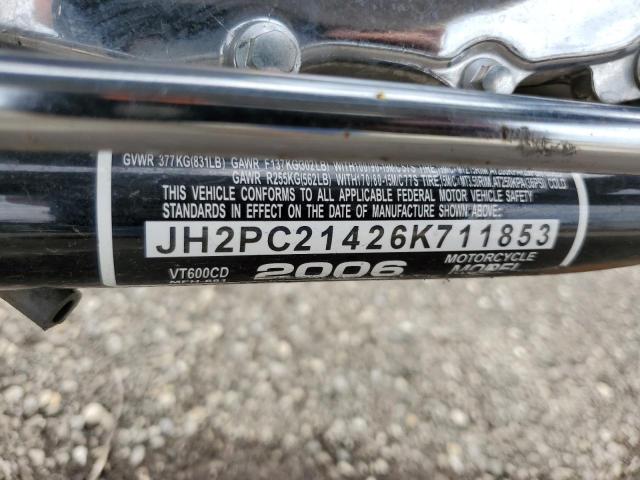 GVWR 377KG(831LB) GAWR F137KG(302LB)
GAWR R255KG(562LB)
THIS VEHICLE CONFORMS TO ALL APPLICABLE FEDERAL MOTOR VEHICLE SAFETY
STANDARDS IN EFFECT ON THE DATE OF MANUFACTURE SHOWN ABOVE.
JH2PC21426K711853
VT600CD 2006 MOTORCYCLE
MODEL